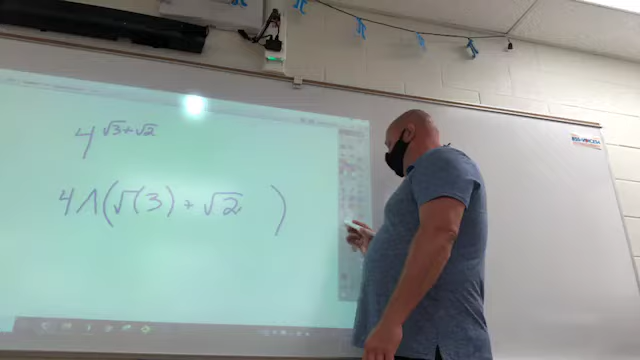 4^√3+√2
4^(√(3) + √2 )